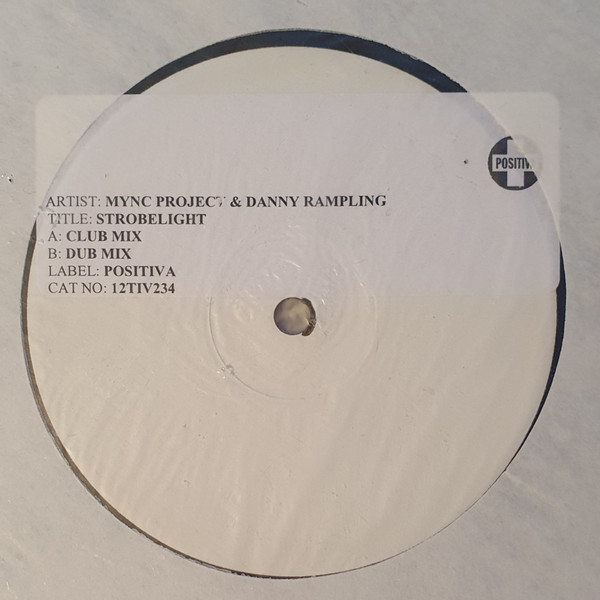 POSITIVA
ARTIST: MYNC PROJECT & DANNY RAMPLING
TITLE: STROBELIGHT
A: CLUB MIX
B: DUB MIX
LABEL: POSITIVA
CAT NO: 12TIV234